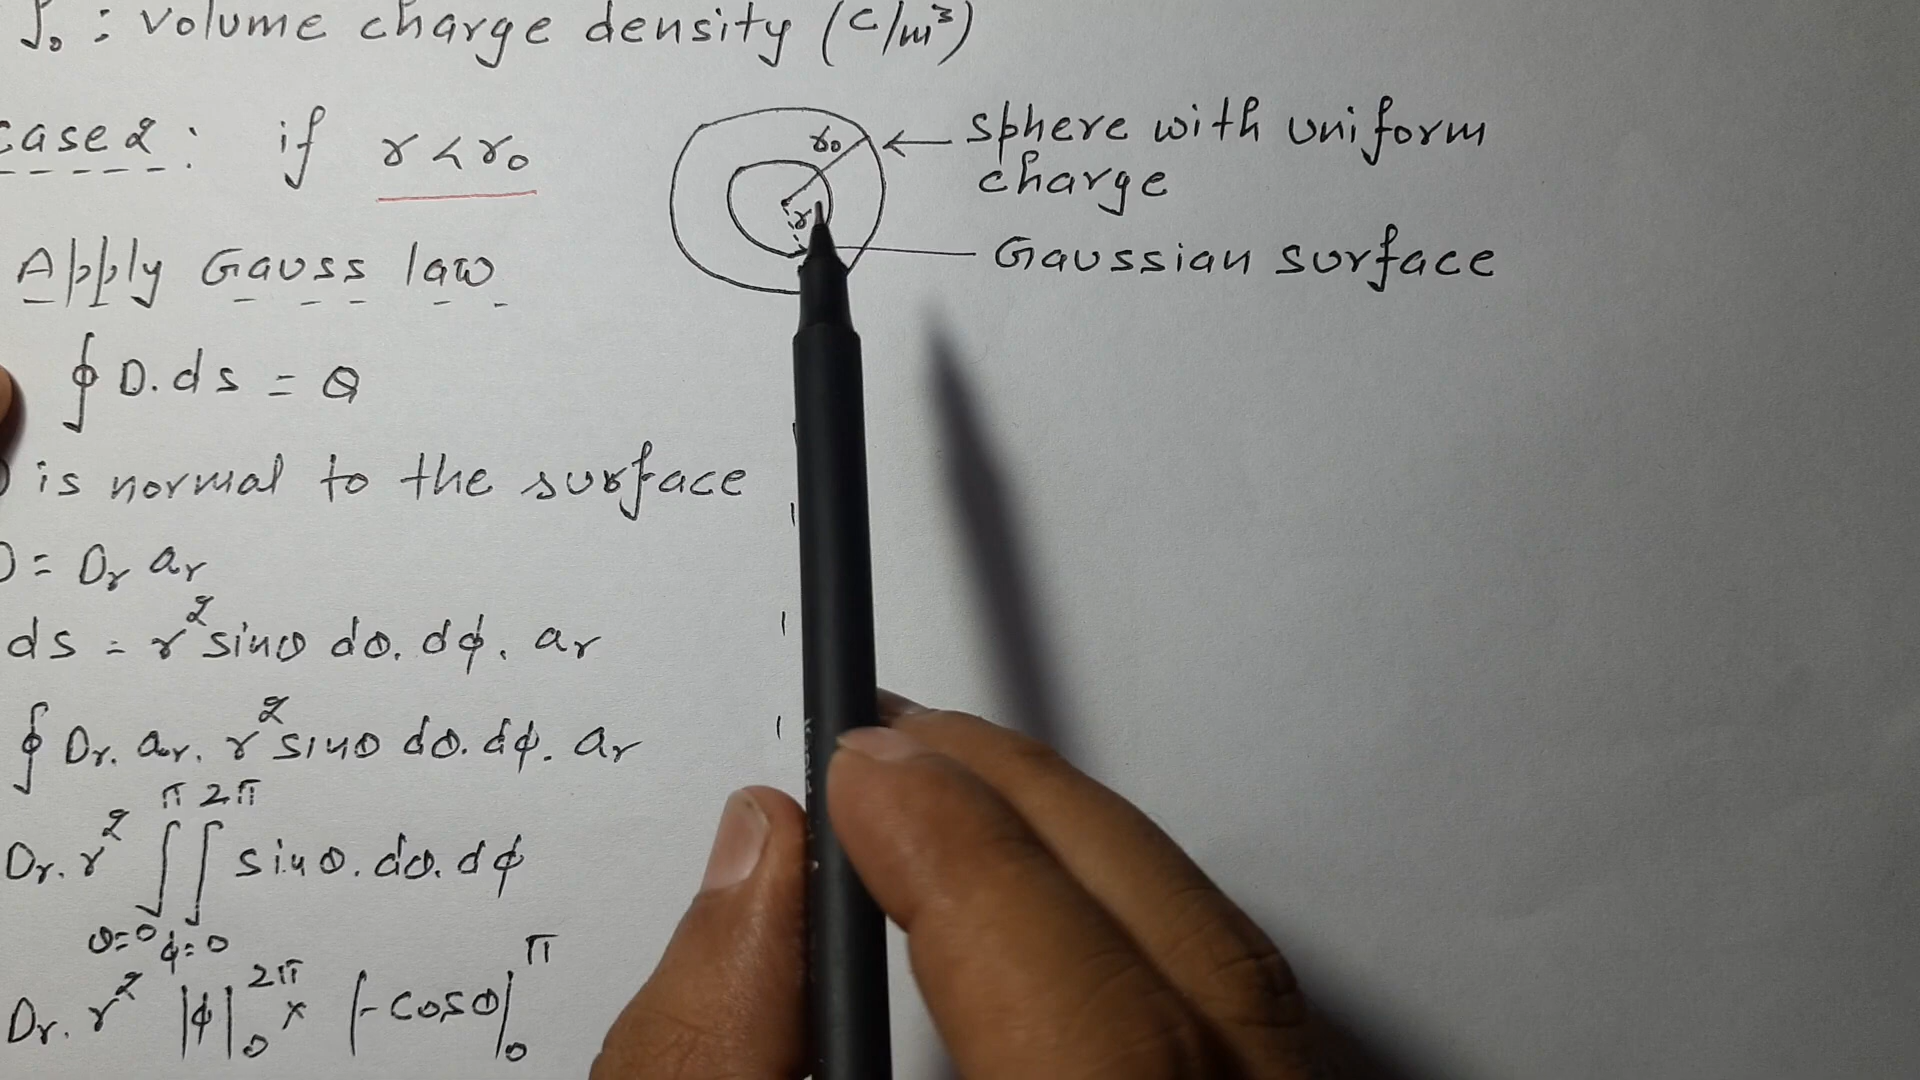 ρ₀ : volume charge density (c/m³)
case 2 : if r < r₀
r₀
r
sphere with uniform
charge
Gaussian surface
Apply Gauss law
∮ D. ds = Q
D is normal to the surface
D = Dr ar
ds = r² sinθ dθ. dφ. ar
∮ Dr. ar. r² sinθ dθ. dφ. ar
Dr. r² ∫θ=0^π ∫φ=0^2π sinθ. dθ. dφ
Dr. r² |φ|₀^2π × |-cosθ|₀^π